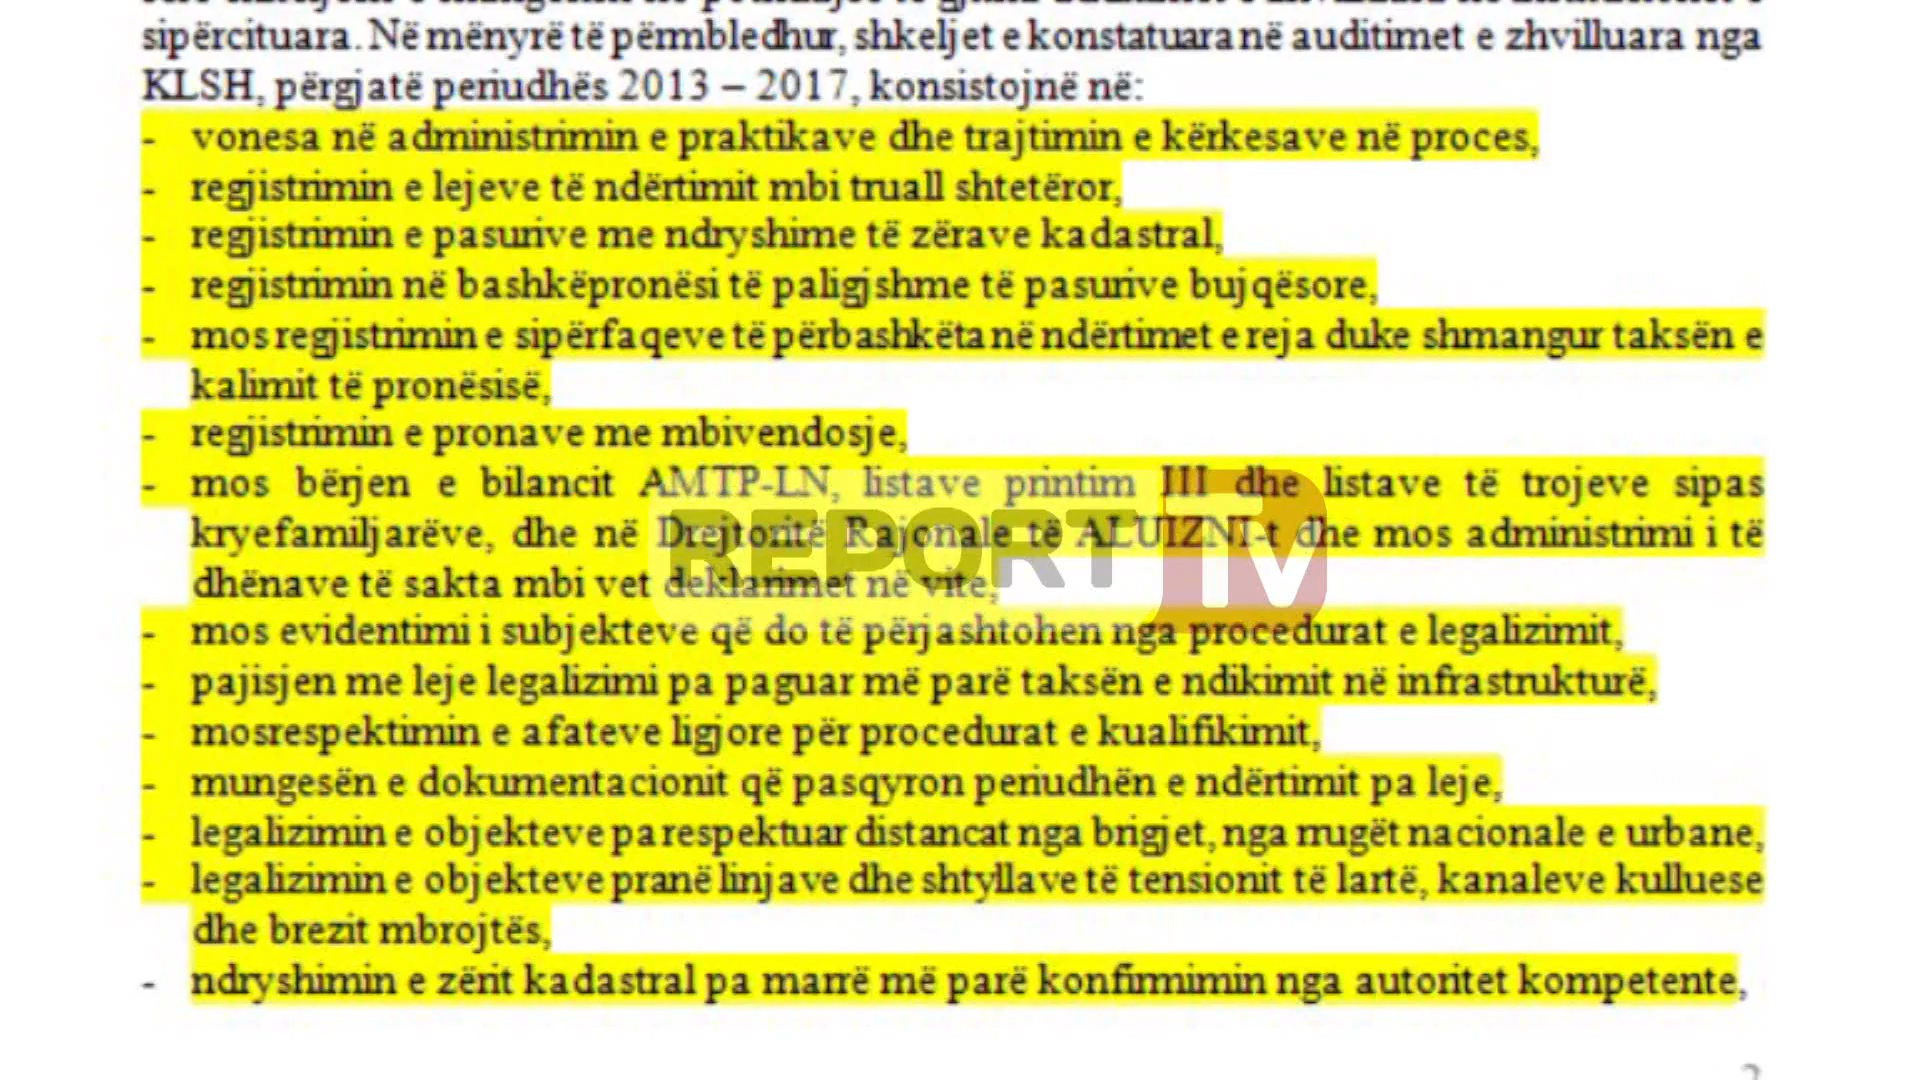 sipërcituara. Në mënyrë të përmbledhur, shkeljet e konstatuara në auditimet e zhvilluara nga
KLSH, përgjatë periudhës 2013 – 2017, konsistojnë në:
- vonesa në administrimin e praktikave dhe trajtimin e kërkesave në proces,
- regjistrimin e lejeve të ndërtimit mbi truall shtetëror,
- regjistrimin e pasurive me ndryshime të zërave kadastral,
- regjistrimin në bashkëpronësi të paligjshme të pasurive bujqësore,
- mos regjistrimin e sipërfaqeve të përbashkëta në ndërtimet e reja duke shmangur taksën e
kalimit të pronësisë,
- regjistrimin e pronave me mbivendosje,
- mos bërjen e bilancit AMTP-LN, listave printim III dhe listave të trojeve sipas
kryefamiljarëve, dhe në Drejtoritë Rajonale të ALUIZNI-t dhe mos administrimi i të
dhënave të sakta mbi vet deklarimet në vite,
REPORT TV
- mos evidentimi i subjekteve që do të përjashtohen nga procedurat e legalizimit,
- pajisjen me leje legalizimi pa paguar më parë taksën e ndikimit në infrastrukturë,
- mosrespektimin e afateve ligjore për procedurat e kualifikimit,
- mungesën e dokumentacionit që pasqyron periudhën e ndërtimit pa leje,
- legalizimin e objekteve pa respektuar distancat nga brigjet, nga rrugët nacionale e urbane,
- legalizimin e objekteve pranë linjave dhe shtyllave të tensionit të lartë, kanaleve kulluese
dhe brezit mbrojtës,
- ndryshimin e zërit kadastral pa marrë më parë konfirmimin nga autoritet kompetente,